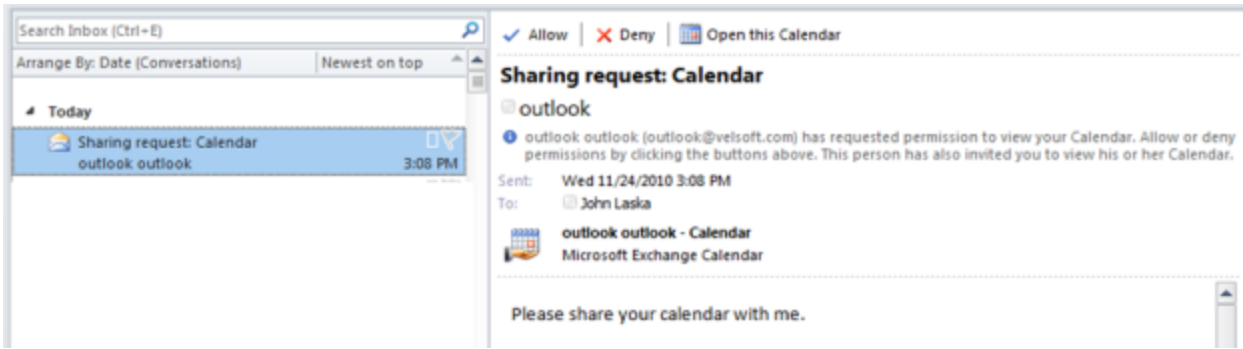 Search Inbox (Ctrl+E)
Arrange By: Date (Conversations) Newest on top
Today
Sharing request: Calendar
outlook outlook 3:08 PM
Allow Deny Open this Calendar
Sharing request: Calendar
outlook
outlook outlook (outlook@velsoft.com) has requested permission to view your Calendar. Allow or deny
permissions by clicking the buttons above. This person has also invited you to view his or her Calendar.
Sent: Wed 11/24/2010 3:08 PM
To: John Laska
outlook outlook - Calendar
Microsoft Exchange Calendar
Please share your calendar with me.